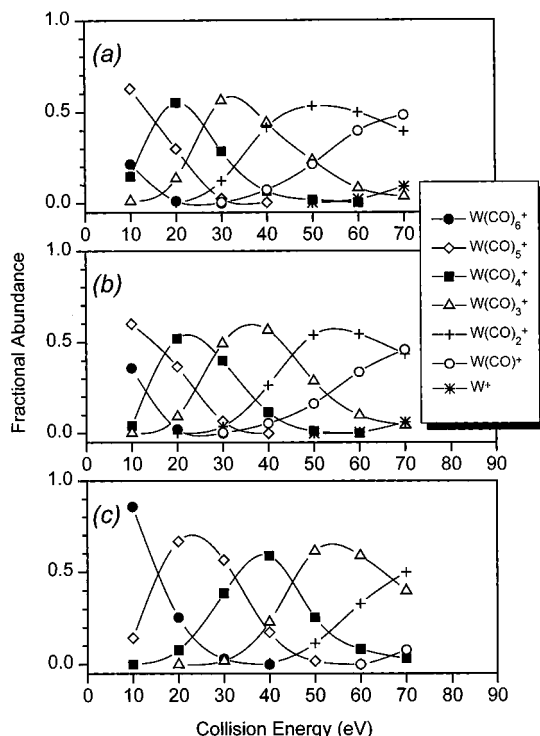 1.0
(a)
0.5
0.0
0 10 20 30 40 50 60 70
W(CO)6+
W(CO)5+
W(CO)4+
W(CO)3+
W(CO)2+
W(CO)+
W+
1.0
(b)
0.5
0.0
0 10 20 30 40 50 60 70 80 90
1.0
(c)
0.5
0.0
0 10 20 30 40 50 60 70 80 90
Fractional Abundance
Collision Energy (eV)